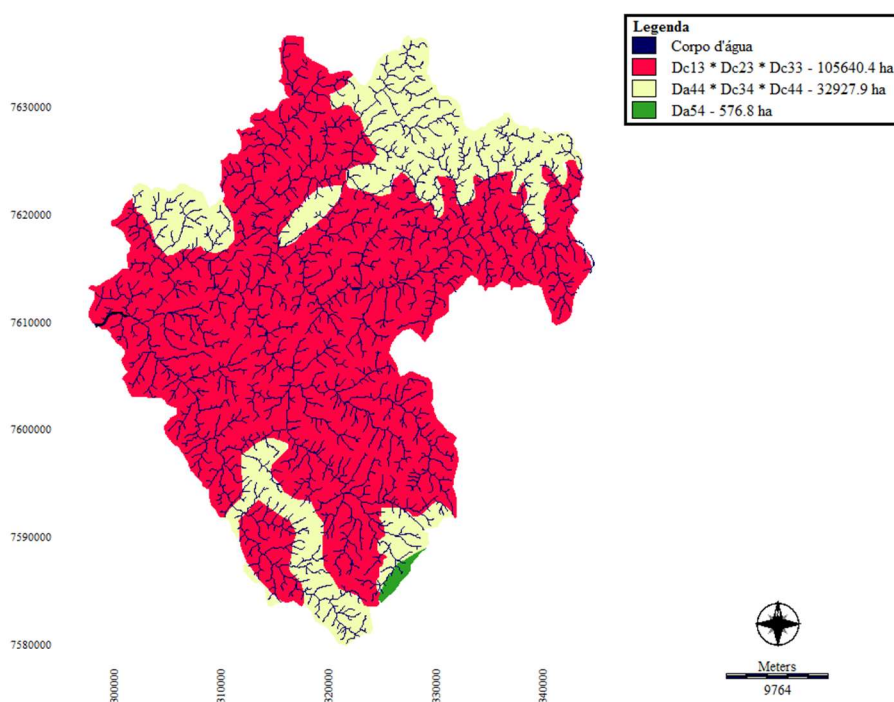 Legenda
Corpo d'água
Dc13 * Dc23 * Dc33 - 105640.4 ha
Da44 * Dc34 * Dc44 - 32927.9 ha
Da54 - 576.8 ha
7630000
7620000
7610000
7600000
7590000
7580000
300000
310000
320000
330000
340000
Meters
9764